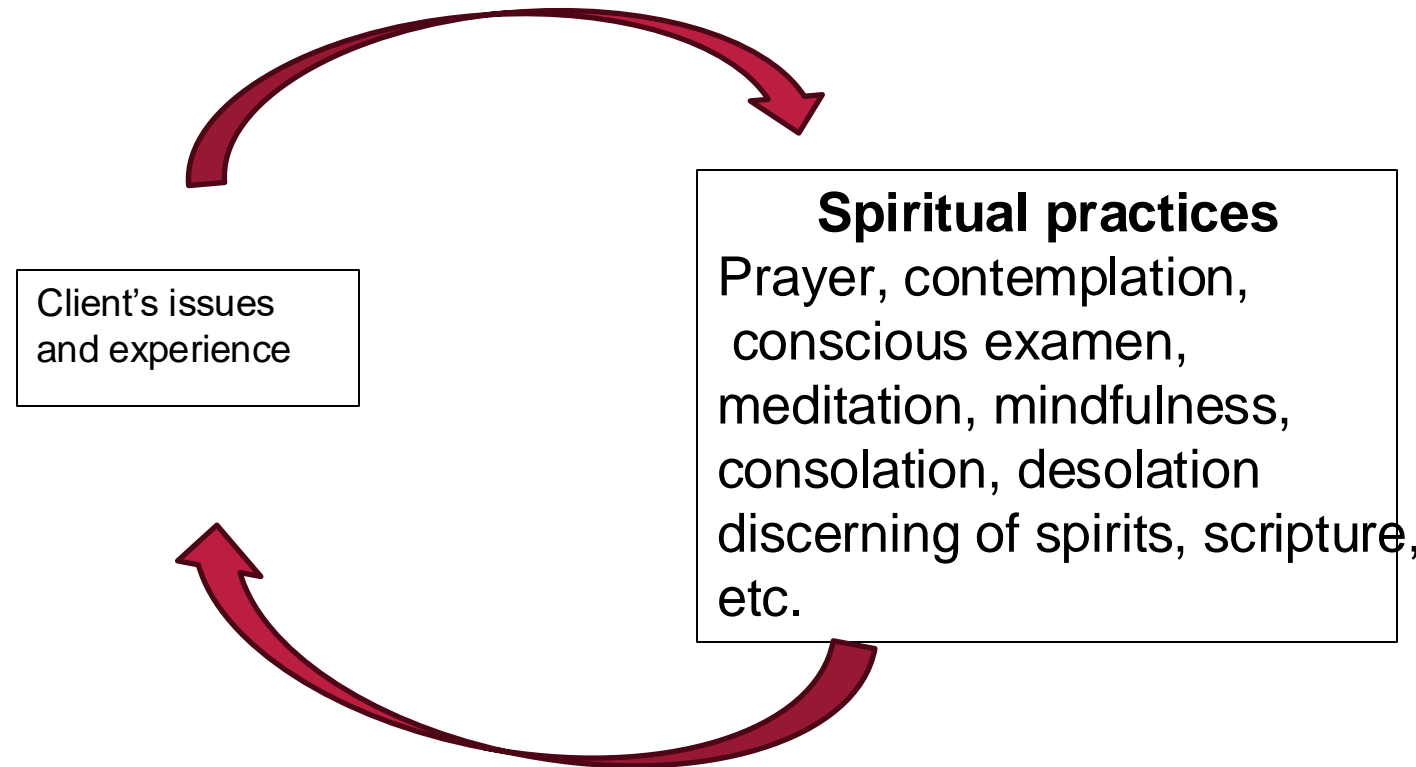 Client’s issues
and experience
Spiritual practices
Prayer, contemplation,
conscious examen,
meditation, mindfulness,
consolation, desolation
discerning of spirits, scripture,
etc.